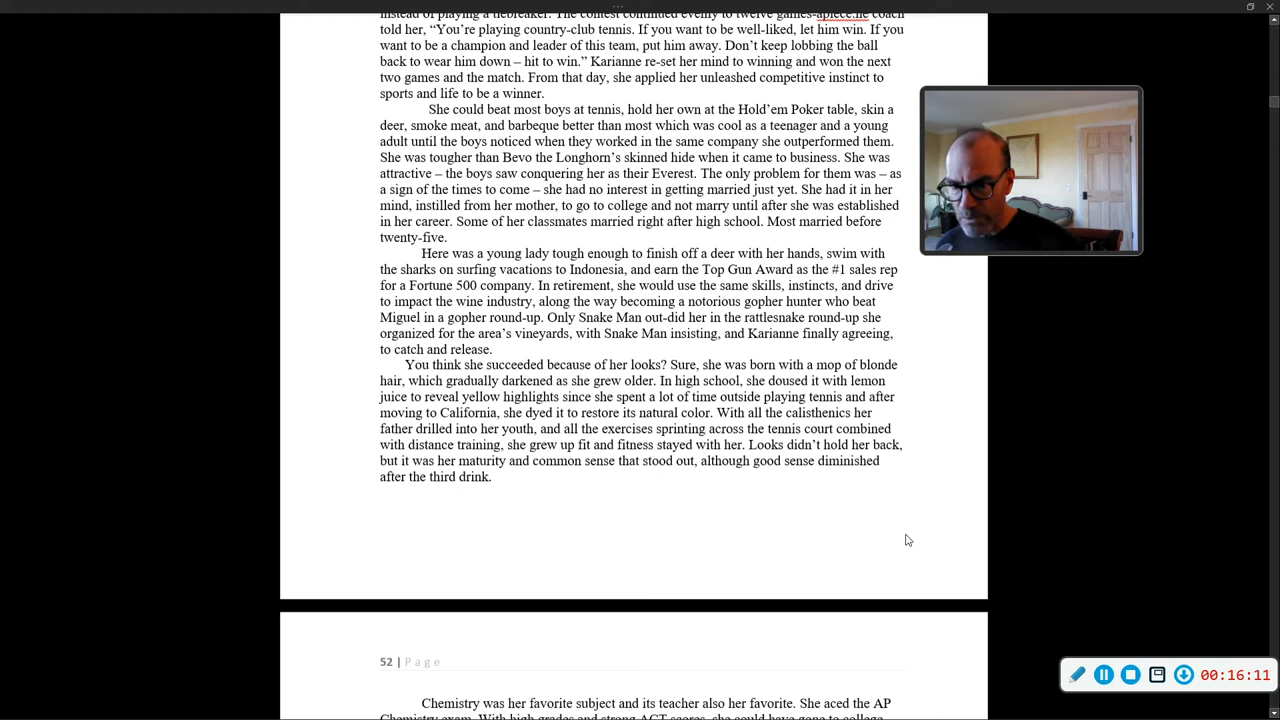 instead of playing a tiebreaker. The contest continued evenly to twelve games-apiece.he coach
told her, “You’re playing country-club tennis. If you want to be well-liked, let him win. If you
want to be a champion and leader of this team, put him away. Don’t keep lobbing the ball
back to wear him down – hit to win.” Karianne re-set her mind to winning and won the next
two games and the match. From that day, she applied her unleashed competitive instinct to
sports and life to be a winner.
She could beat most boys at tennis, hold her own at the Hold’em Poker table, skin a
deer, smoke meat, and barbeque better than most which was cool as a teenager and a young
adult until the boys noticed when they worked in the same company she outperformed them.
She was tougher than Bevo the Longhorn’s skinned hide when it came to business. She was
attractive – the boys saw conquering her as their Everest. The only problem for them was – as
a sign of the times to come – she had no interest in getting married just yet. She had it in her
mind, instilled from her mother, to go to college and not marry until after she was established
in her career. Some of her classmates married right after high school. Most married before
twenty-five.
Here was a young lady tough enough to finish off a deer with her hands, swim with
the sharks on surfing vacations to Indonesia, and earn the Top Gun Award as the #1 sales rep
for a Fortune 500 company. In retirement, she would use the same skills, instincts, and drive
to impact the wine industry, along the way becoming a notorious gopher hunter who beat
Miguel in a gopher round-up. Only Snake Man out-did her in the rattlesnake round-up she
organized for the area’s vineyards, with Snake Man insisting, and Karianne finally agreeing,
to catch and release.
You think she succeeded because of her looks? Sure, she was born with a mop of blonde
hair, which gradually darkened as she grew older. In high school, she doused it with lemon
juice to reveal yellow highlights since she spent a lot of time outside playing tennis and after
moving to California, she dyed it to restore its natural color. With all the calisthenics her
father drilled into her youth, and all the exercises sprinting across the tennis court combined
with distance training, she grew up fit and fitness stayed with her. Looks didn’t hold her back,
but it was her maturity and common sense that stood out, although good sense diminished
after the third drink.
52 | Page
Chemistry was her favorite subject and its teacher also her favorite. She aced the AP
Chemistry exam. With high grades and strong ACT scores, she could have gone to college
00:16:11